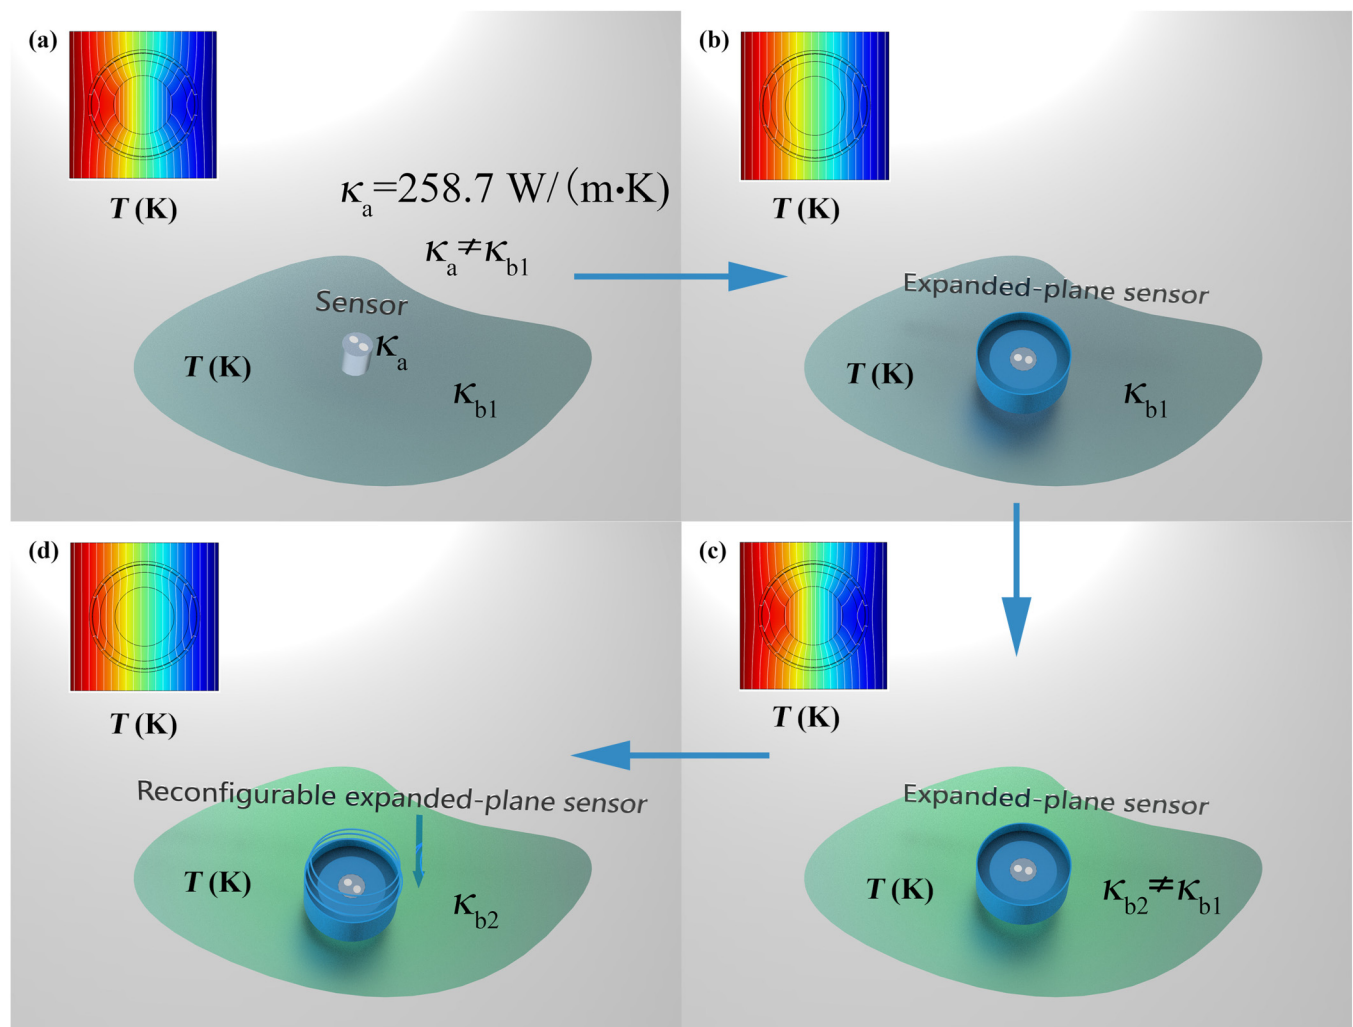 (a)
T (K)
κa=258.7 W/(m·K)
κa≠κb1
Sensor
κa
T (K)
κb1
(b)
T (K)
Expanded-plane sensor
T (K)
κb1
(d)
T (K)
Reconfigurable expanded-plane sensor
T (K)
κb2
(c)
T (K)
Expanded-plane sensor
T (K)
κb2≠κb1